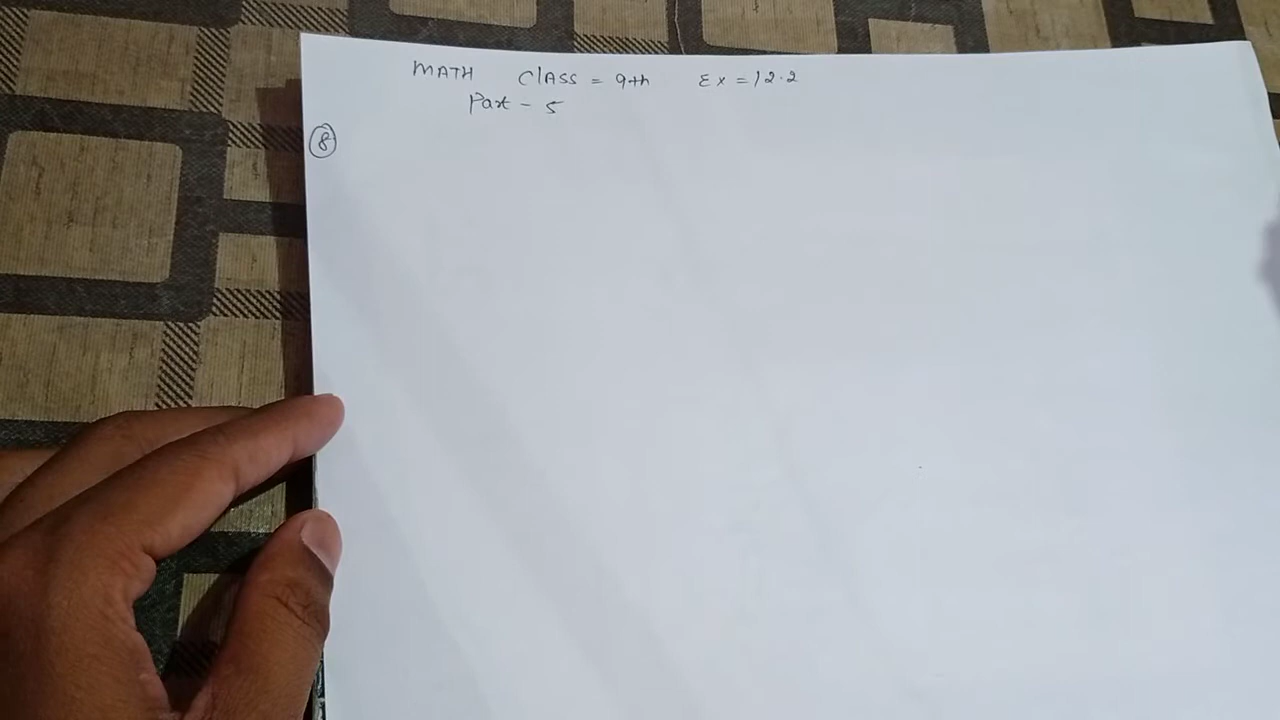 MATH CLASS = 9th Ex = 12.2
Part - 5
8